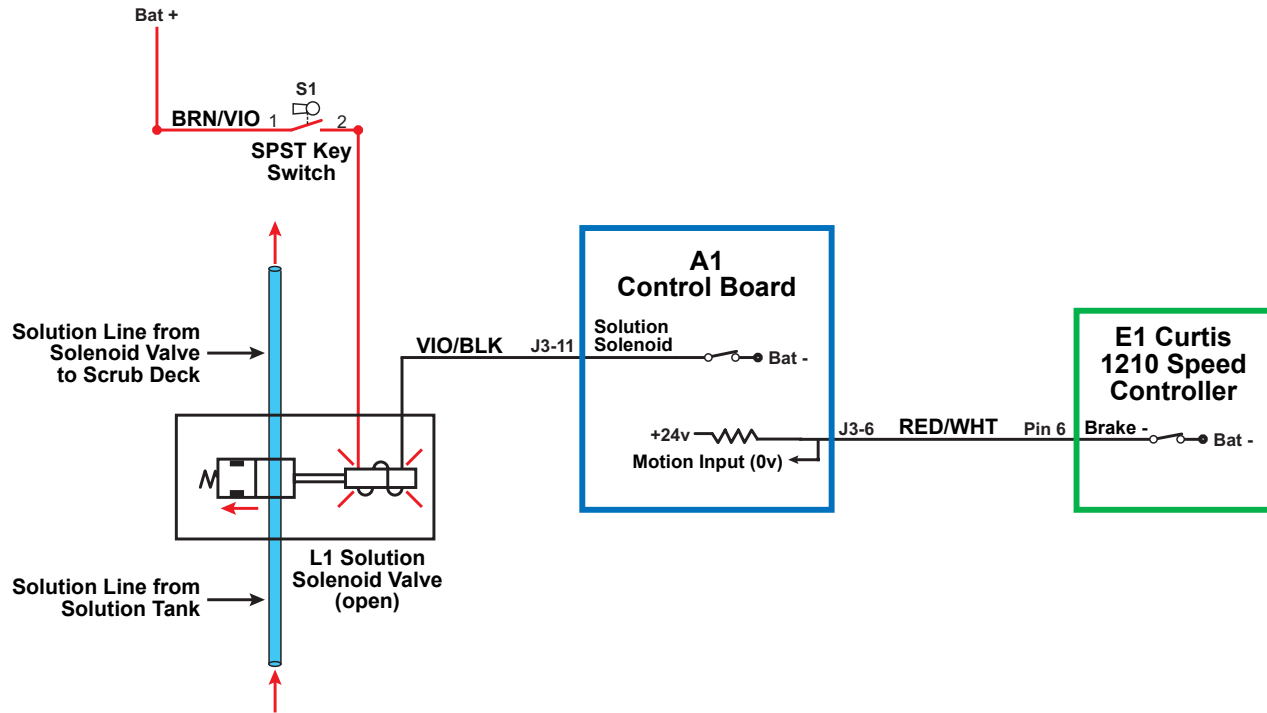 Bat +
S1
BRN/VIO 1 2
SPST Key
Switch
Solution Line from
Solenoid Valve
to Scrub Deck
A1
Control Board
VIO/BLK J3-11
Solution
Solenoid
Bat -
+24v
Motion Input (0v)
J3-6 RED/WHT Pin 6
E1 Curtis
1210 Speed
Controller
Brake -
Bat -
L1 Solution
Solenoid Valve
(open)
Solution Line from
Solution Tank